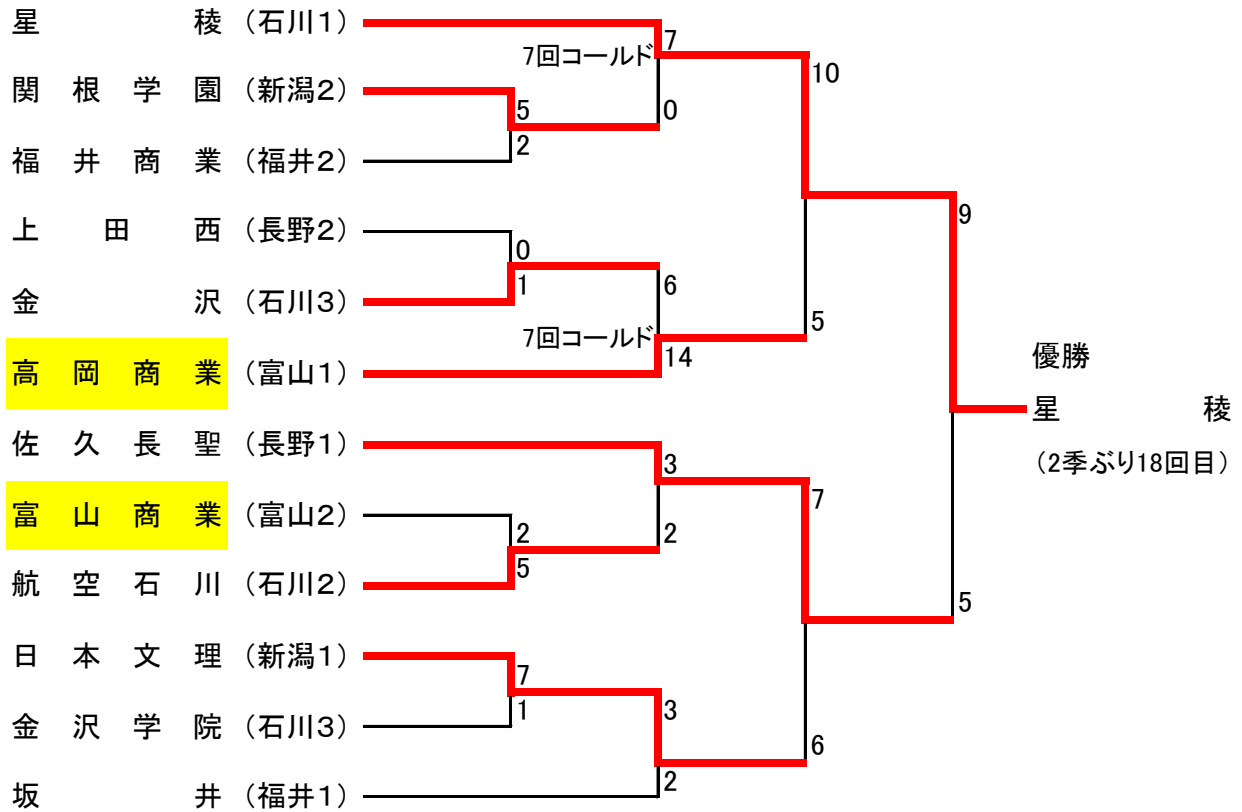 星稜（石川1）
7
7回コールド
10
関根学園（新潟2）
5
0
2
福井商業（福井2）
9
上田西（長野2）
0
1
6
金沢（石川3）
5
7回コールド
14
高岡商業（富山1）
優勝
星稜
（2季ぶり18回目）
佐久長聖（長野1）
3
7
富山商業（富山2）
2
2
5
航空石川（石川2）
5
日本文理（新潟1）
7
1
3
金沢学院（石川3）
6
2
坂井（福井1）